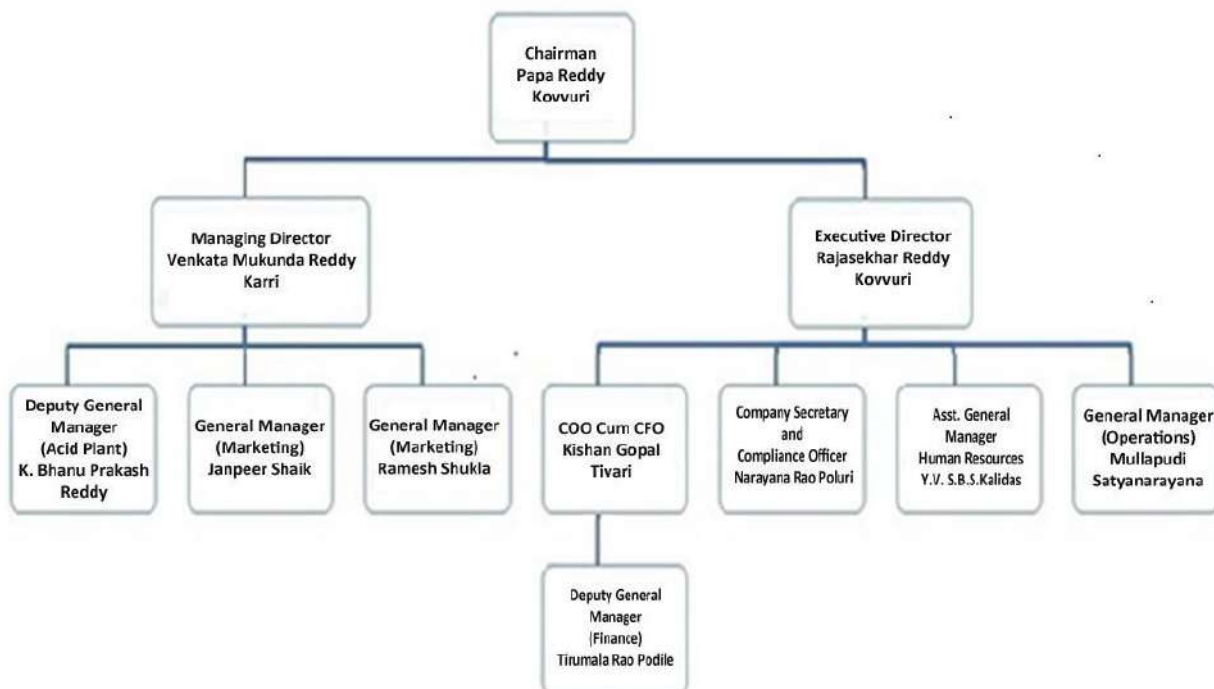 Chairman
Papa Reddy
Kovvuri
Managing Director
Venkata Mukunda Reddy
Karri
Executive Director
Rajasekhar Reddy
Kovvuri
Deputy General
Manager
(Acid Plant)
K. Bhanu Prakash
Reddy
General Manager
(Marketing)
Janpeer Shaik
General Manager
(Marketing)
Ramesh Shukla
COO Cum CFO
Kishan Gopal
Tivari
Company Secretary
and
Compliance Officer
Narayana Rao Poluri
Asst. General
Manager
Human Resources
Y.V. S.B.S.Kalidas
General Manager
(Operations)
Mullapudi
Satyanarayana
Deputy General
Manager
(Finance)
Tirumala Rao Podile